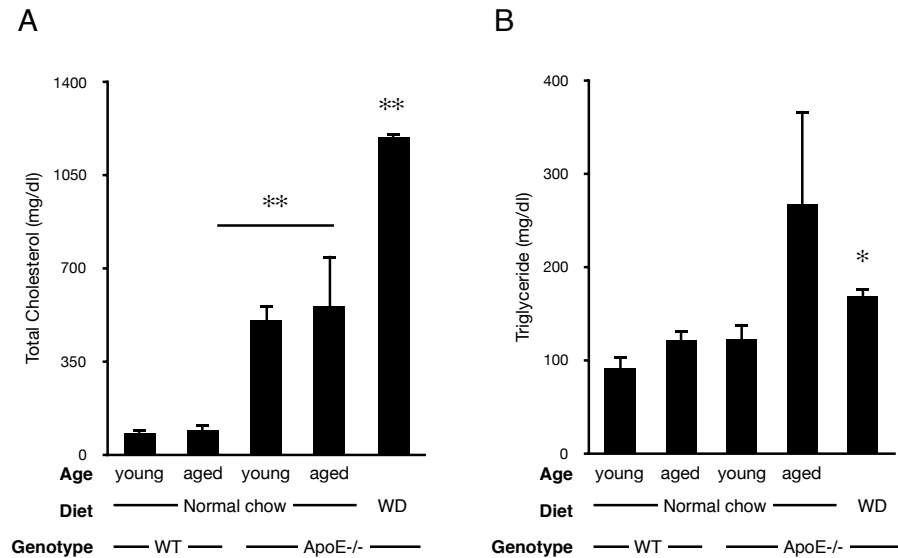 A
B
1400
1050
700
350
0
Total Cholesterol (mg/dl)
**
**
400
300
200
100
0
Triglyceride (mg/dl)
*
Age young aged young aged
Diet Normal chow WD
Genotype WT ApoE-/-
Age young aged young aged
Diet Normal chow WD
Genotype WT ApoE-/-